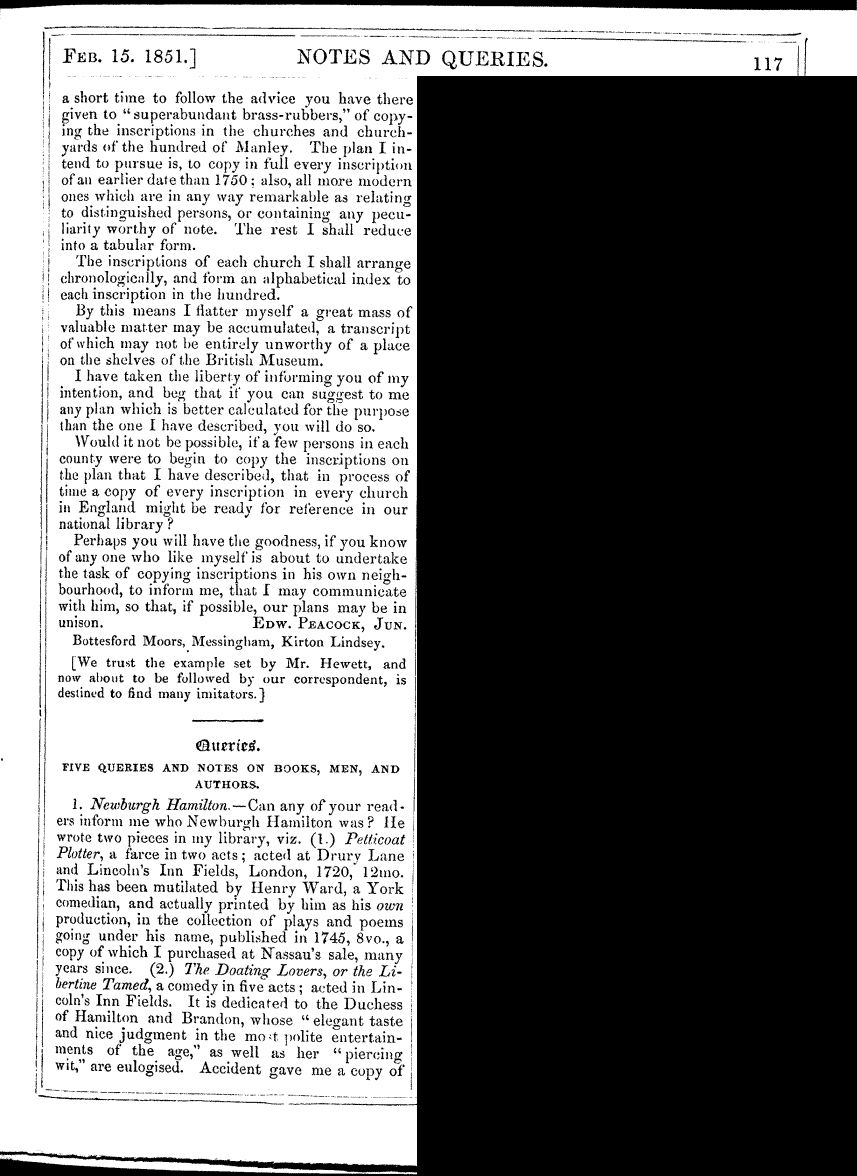 FEB. 15. 1851.] NOTES AND QUERIES. 117
a short time to follow the advice you have there
given to "superabundant brass-rubbers," of copy-
ing the inscriptions in the churches and church-
yards of the hundred of Manley. The plan I in-
tend to pursue is, to copy in full every inscription
of an earlier date than 1750; also, all more modern
ones which are in any way remarkable as relating
to distinguished persons, or containing any pecu-
liarity worthy of note. The rest I shall reduce
into a tabular form.
The inscriptions of each church I shall arrange
chronologically, and form an alphabetical index to
each inscription in the hundred.
By this means I flatter myself a great mass of
valuable matter may be accumulated, a transcript
of which may not be entirely unworthy of a place
on the shelves of the British Museum.
I have taken the liberty of informing you of my
intention, and beg that if you can suggest to me
any plan which is better calculated for the purpose
than the one I have described, you will do so.
Would it not be possible, if a few persons in each
county were to begin to copy the inscriptions on
the plan that I have described, that in process of
time a copy of every inscription in every church
in England might be ready for reference in our
national library?
Perhaps you will have the goodness, if you know
of any one who like myself is about to undertake
the task of copying inscriptions in his own neigh-
bourhood, to inform me, that I may communicate
with him, so that, if possible, our plans may be in
unison. EDW. PEACOCK, JUN.
Bottesford Moors, Messingham, Kirton Lindsey.
[We trust the example set by Mr. Hewett, and
now about to be followed by our correspondent, is
destined to find many imitators.]
Queries.
FIVE QUERIES AND NOTES ON BOOKS, MEN, AND
AUTHORS.
1. Newburgh Hamilton.—Can any of your read-
ers inform me who Newburgh Hamilton was? He
wrote two pieces in my library, viz. (1.) Petticoat
Plotter, a farce in two acts; acted at Drury Lane
and Lincoln's Inn Fields, London, 1720, 12mo.
This has been mutilated by Henry Ward, a York
comedian, and actually printed by him as his own
production, in the collection of plays and poems
going under his name, published in 1745, 8vo., a
copy of which I purchased at Nassau's sale, many
years since. (2.) The Doating Lovers, or the Li-
bertine Tamed, a comedy in five acts; acted in Lin-
coln's Inn Fields. It is dedicated to the Duchess
of Hamilton and Brandon, whose "elegant taste
and nice judgment in the most polite entertain-
ments of the age," as well as her "piercing
wit," are eulogised. Accident gave me a copy of